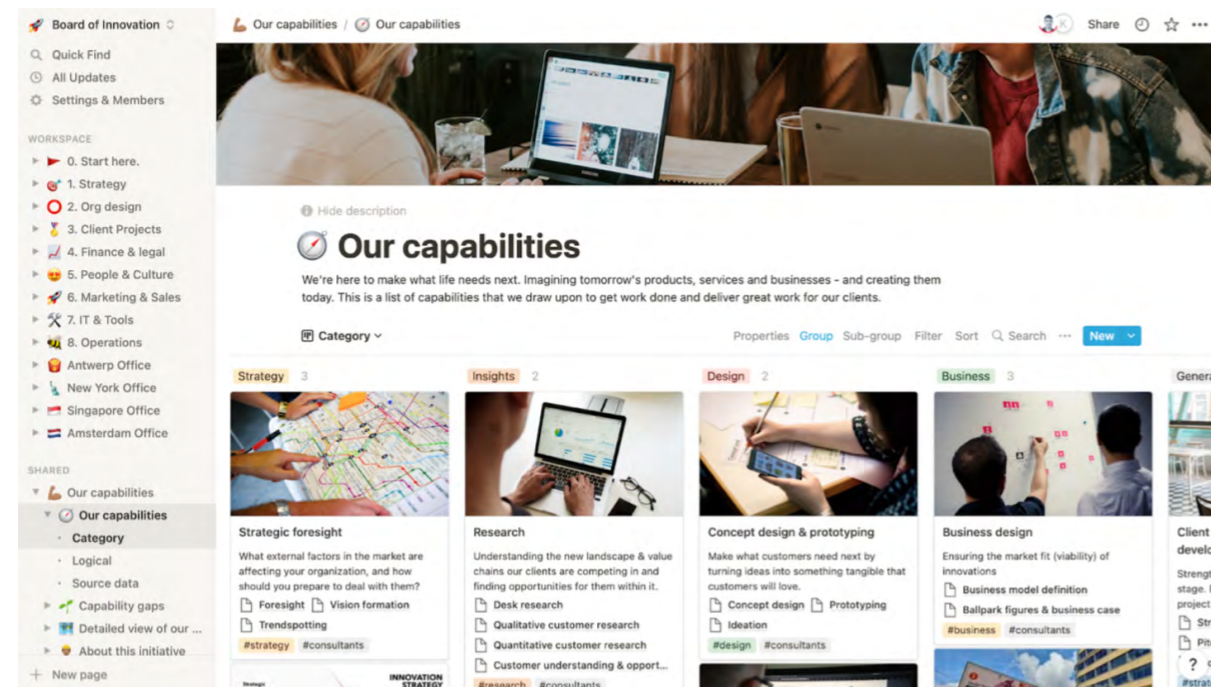 Board of Innovation
Our capabilities / Our capabilities
K
Share
Quick Find
All Updates
Settings & Members
WORKSPACE
0. Start here.
1. Strategy
2. Org design
3. Client Projects
4. Finance & legal
5. People & Culture
6. Marketing & Sales
7. IT & Tools
8. Operations
Antwerp Office
New York Office
Singapore Office
Amsterdam Office
SHARED
Our capabilities
Our capabilities
Category
Logical
Source data
Capability gaps
Detailed view of our ...
About this initiative
New page
Hide description
Our capabilities
We're here to make what life needs next. Imagining tomorrow's products, services and businesses - and creating them
today. This is a list of capabilities that we draw upon to get work done and deliver great work for our clients.
Category
Properties Group Sub-group Filter Sort Search ... New
Strategy 3
Strategic foresight
What external factors in the market are
affecting your organization, and how
should you prepare to deal with them?
Foresight Vision formation
Trendspotting
#strategy #consultants
Strategic
INNOVATION
STRATEGY
Insights 2
Research
Understanding the new landscape & value
chains our clients are competing in and
finding opportunities for them within it.
Desk research
Qualitative customer research
Quantitative customer research
Customer understanding & opport...
#research #consultants
Design 2
Concept design & prototyping
Make what customers need next by
turning ideas into something tangible that
customers will love.
Concept design Prototyping
Ideation
#design #consultants
Business 3
Business design
Ensuring the market fit (viability) of
innovations
Business model definition
Ballpark figures & business case
#business #consultants
Genera
Client
develo
Strengt
stage.
project
Str
Pit
?
#strat